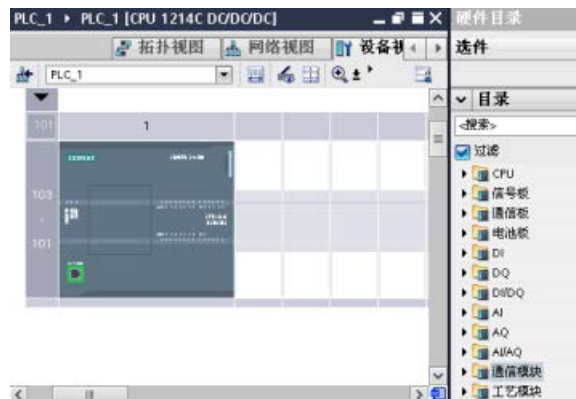 PLC_1 ▸ PLC_1 [CPU 1214C DC/DC/DC]
拓扑视图 网络视图 设备视
PLC_1
101 1
SIEMENS
103
101
硬件目录
选件
目录
<搜索>
过滤
CPU
信号板
通信板
电池板
DI
DQ
DI/DQ
AI
AQ
AI/AQ
通信模块
工艺模块